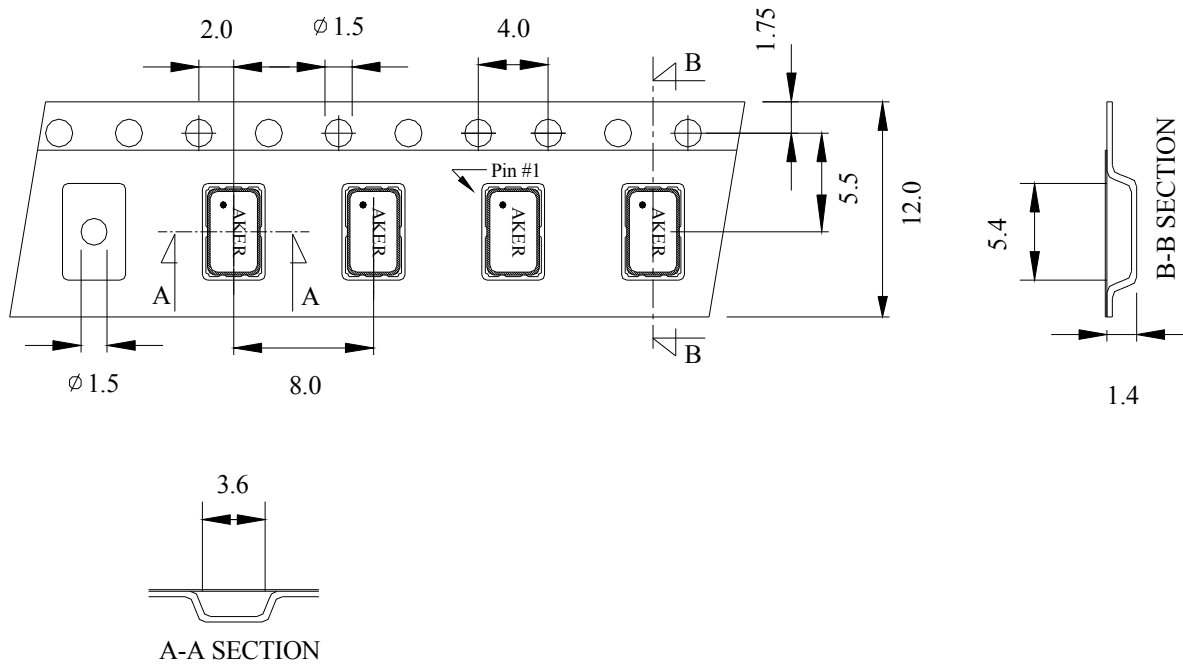 2.0
⌀ 1.5
4.0
1.75
B
Pin #1
5.5
12.0
AKER
AKER
AKER
AKER
A
A
B
⌀ 1.5
8.0
5.4
B-B SECTION
1.4
3.6
A-A SECTION